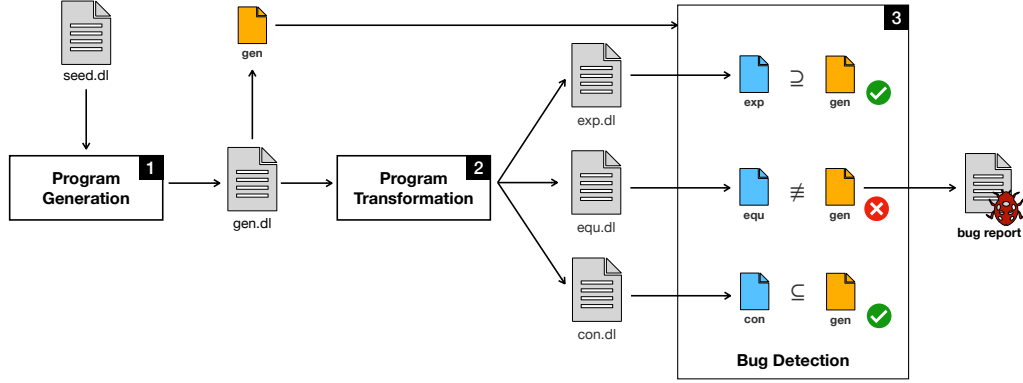 seed.dl
gen
1
Program
Generation
gen.dl
2
Program
Transformation
exp.dl
equ.dl
con.dl
3
exp ⊇ gen
equ ≠ gen
con ⊆ gen
Bug Detection
bug report